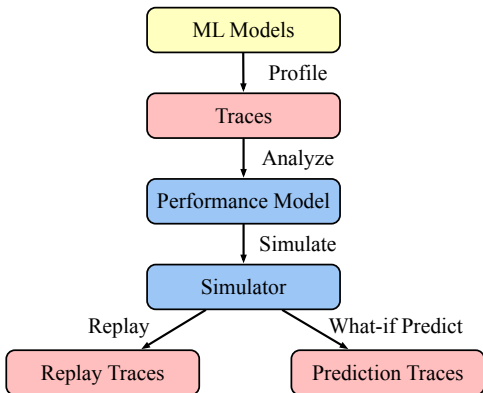 ML Models
Profile
Traces
Analyze
Performance Model
Simulate
Simulator
Replay
What-if Predict
Replay Traces
Prediction Traces